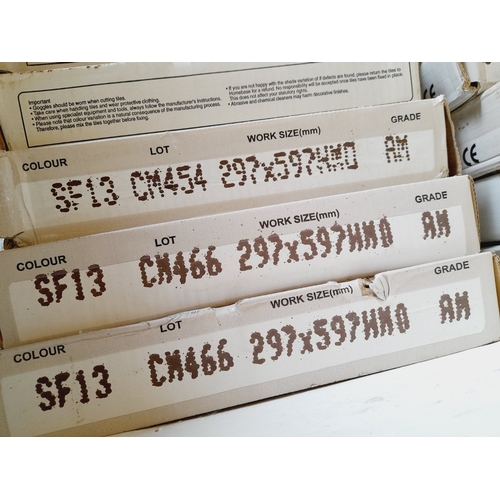 Important
• Goggles should be worn when cutting tiles.
• Take care when handling tiles and wear protective clothing.
• When using specialist equipment and tools, always follow the manufacturer's instructions.
• Please note that colour variation is a natural consequence of the manufacturing process.
Therefore, please mix the tiles together before fixing.
• If you are not happy with the shade variation of if defects are found, please return the tiles to
Homebase for a refund. No responsibility will be accepted once tiles have been fixed in place.
This does not affect your statutory rights.
• Abrasive and chemical cleaners may harm decorative finishes.
COLOUR LOT WORK SIZE(mm) GRADE
SF13 CM454 297x597HM0 AM
CE
COLOUR LOT WORK SIZE(mm) GRADE
SF13 CM466 297x597HM0 AM
COLOUR LOT WORK SIZE(mm) GRADE
SF13 CM466 297x597HM0 AM